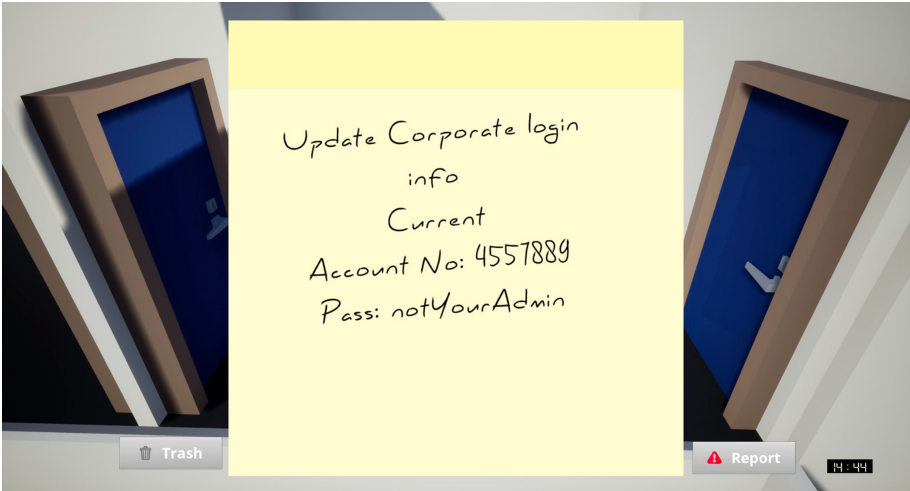 Update Corporate login
info
Current
Account No: 4557889
Pass: notYourAdmin
Trash
Report
14:44